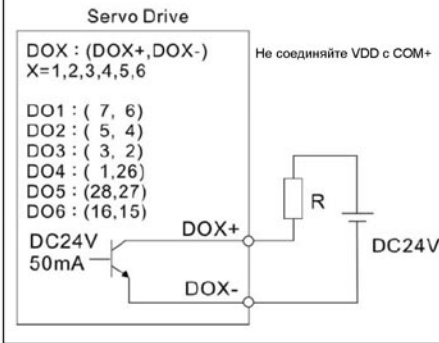 Servo Drive
DOX : (DOX+,DOX-)
X=1,2,3,4,5,6
Не соединяйте VDD с COM+
DO1 : ( 7, 6)
DO2 : ( 5, 4)
DO3 : ( 3, 2)
DO4 : ( 1,26)
DO5 : (28,27)
DO6 : (16,15)
DOX+
R
DC24V
50mA
DC24V
DOX-